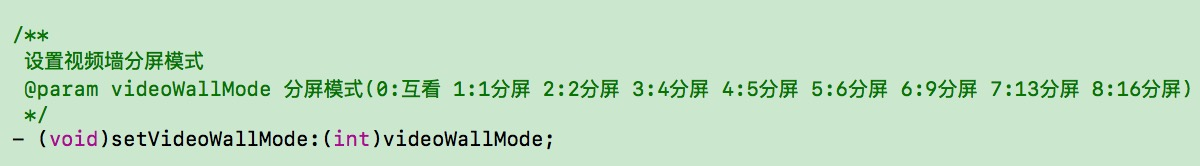 /**
设置视频墙分屏模式
@param videoWallMode 分屏模式(0:互看 1:1分屏 2:2分屏 3:4分屏 4:5分屏 5:6分屏 6:9分屏 7:13分屏 8:16分屏)
*/
- (void)setVideoWallMode:(int)videoWallMode;